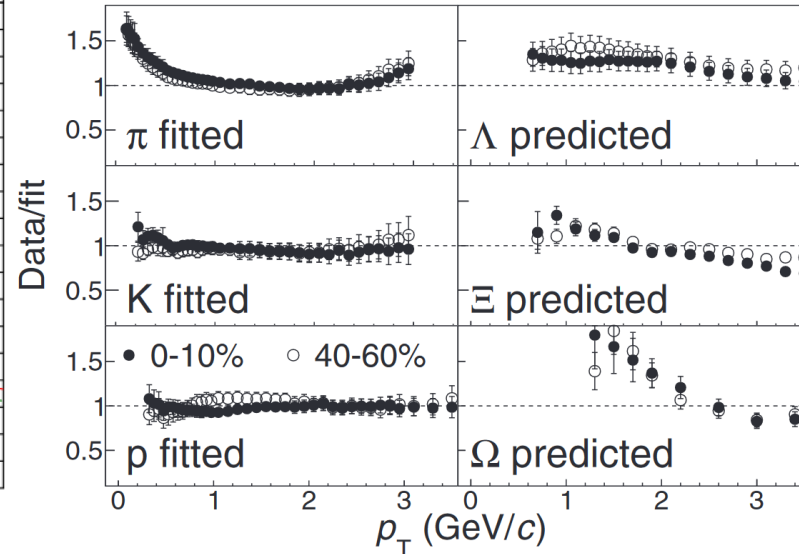 Data/fit
1.5
1
0.5
π fitted
Λ predicted
1.5
1
0.5
K fitted
Ξ predicted
0-10% 40-60%
1.5
1
0.5
p fitted
Ω predicted
0 1 2 3 0 1 2 3
p_T (GeV/c)